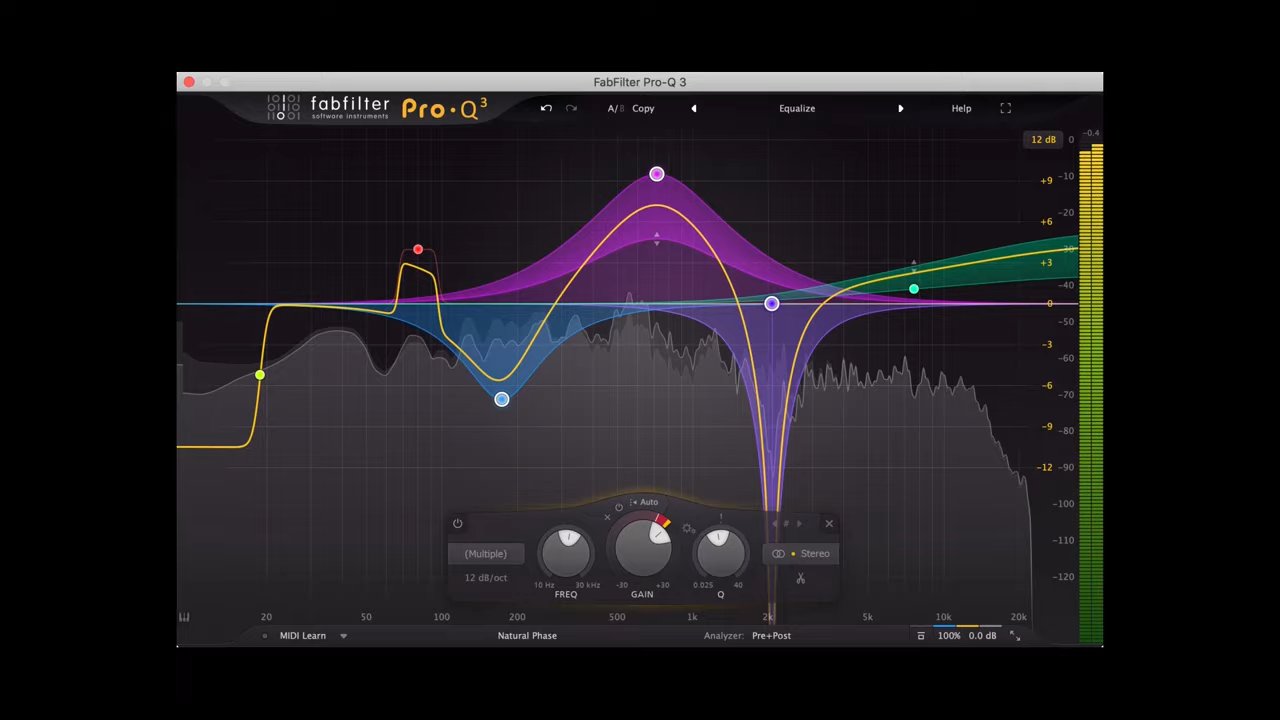 FabFilter Pro-Q 3
fabfilter
software instruments
Pro·Q3
A/B Copy
Equalize
Help
-0.4
12 dB
0
+9
-10
+6
-20
+3
-30
-40
0
-50
-3
-60
-6
-70
-9
-80
-12
-90
-100
-110
-120
Auto
1
#
(Multiple)
12 dB/oct
10 Hz 30 kHz
FREQ
-30 +30
GAIN
0.025 40
Q
Stereo
20 50 100 200 500 1k 2k 5k 10k 20k
MIDI Learn
Natural Phase
Analyzer: Pre+Post
100% 0.0 dB